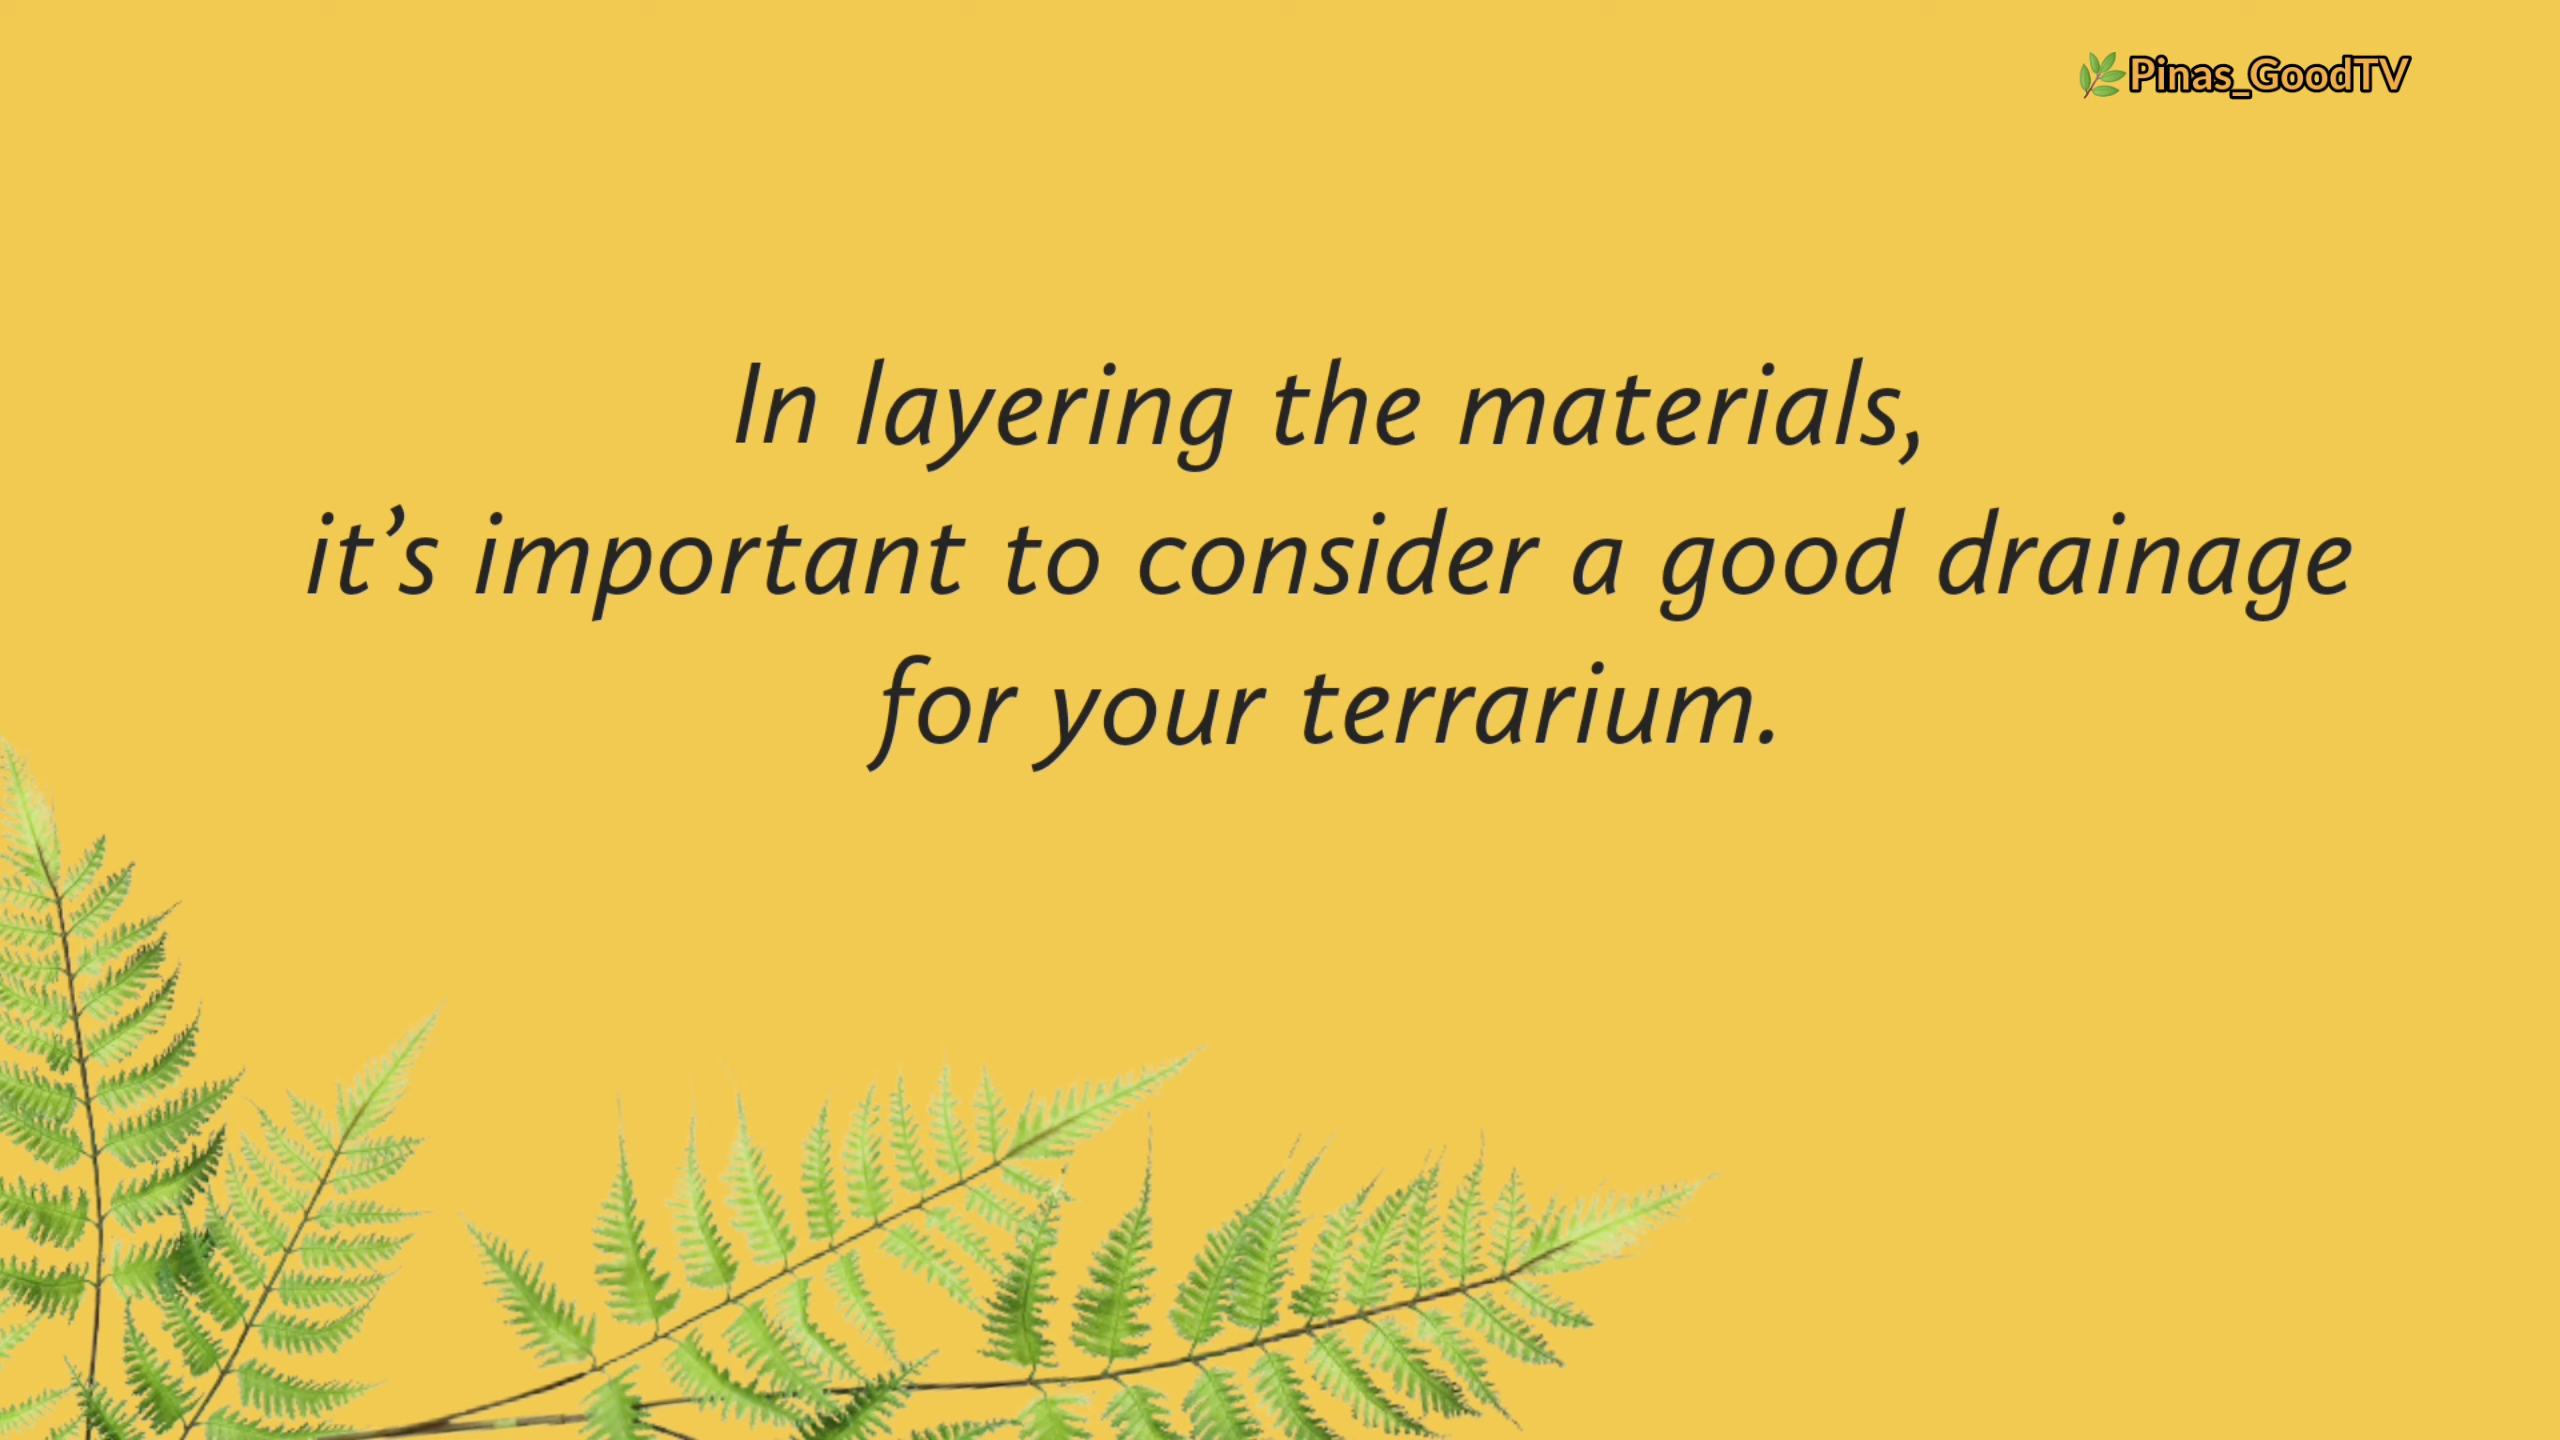 Pinas_GoodTV
In layering the materials,
it’s important to consider a good drainage
for your terrarium.